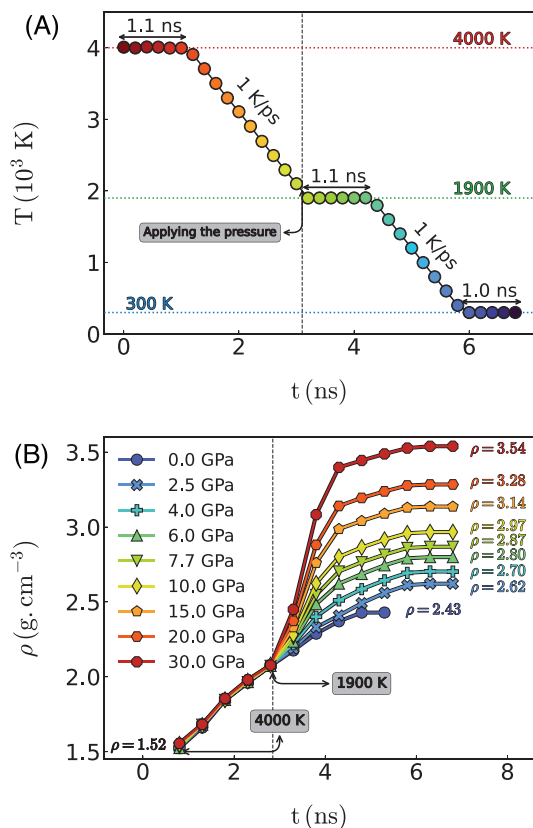 (A)
1.1 ns
4000 K
4
1 K/ps
3
T (10³ K)
1.1 ns
1900 K
2
Applying the pressure
1 K/ps
1
1.0 ns
300 K
0
0 2 4 6
t (ns)
(B)
3.5
3.0
2.5
2.0
1.5
ρ (g. cm⁻³)
0.0 GPa
2.5 GPa
4.0 GPa
6.0 GPa
7.7 GPa
10.0 GPa
15.0 GPa
20.0 GPa
30.0 GPa
ρ = 3.54
ρ = 3.28
ρ = 3.14
ρ = 2.97
ρ = 2.87
ρ = 2.80
ρ = 2.70
ρ = 2.62
ρ = 2.43
1900 K
4000 K
ρ = 1.52
0 2 4 6 8
t (ns)